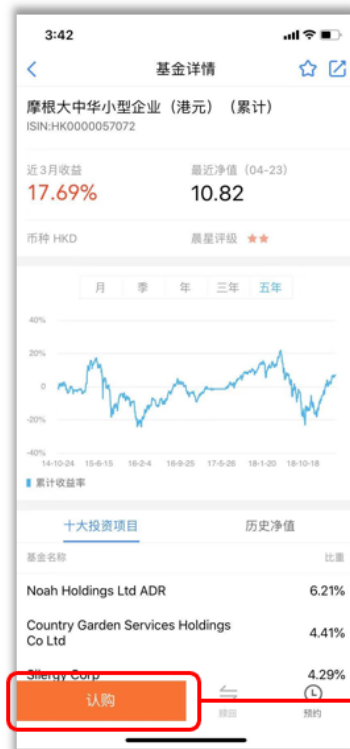 3:42
基金详情
摩根大中华小型企业（港元）（累计）
ISIN:HK0000057072
近3月收益
最近净值（04-23）
17.69%
10.82
币种 HKD
晨星评级
月 季 年 三年 五年
40%
20%
0
-20%
-40%
14-10-24 15-6-15 16-2-4 16-9-25 17-5-26 18-1-20 18-10-18
累计收益率
十大投资项目
历史净值
基金名称
比重
Noah Holdings Ltd ADR
6.21%
Country Garden Services Holdings
Co Ltd
4.41%
Silergy Corp
4.29%
认购
赎回
预约